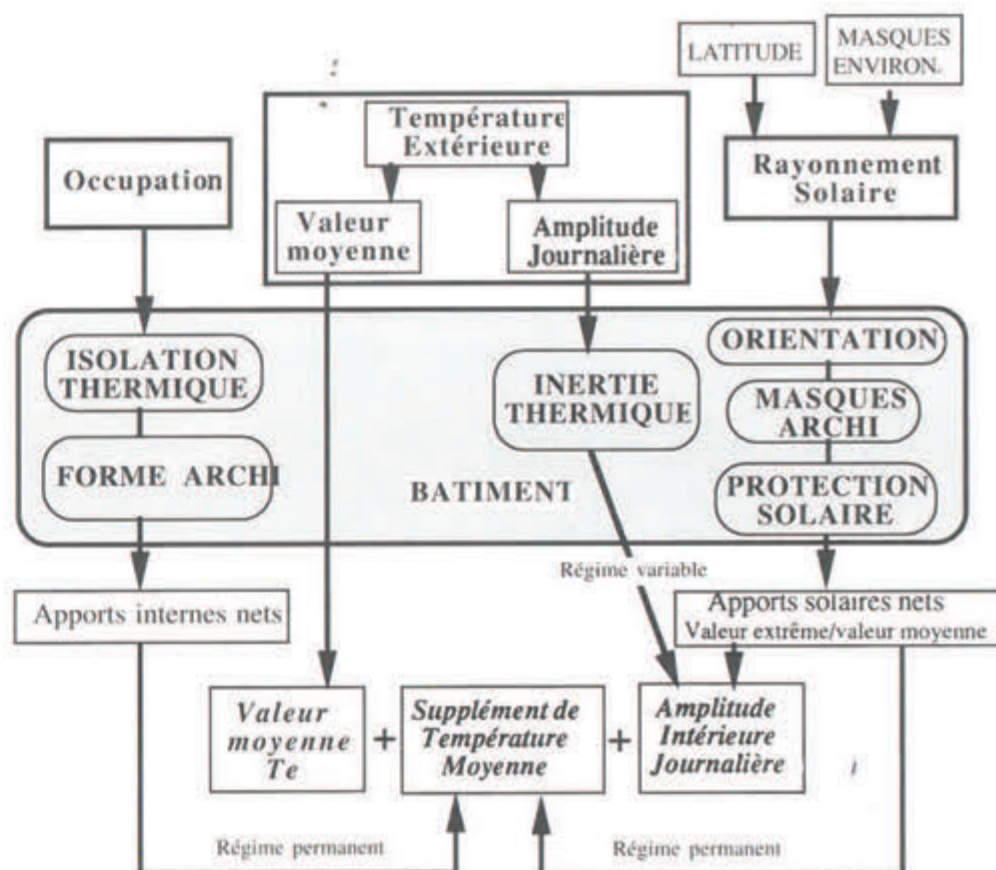 LATITUDE
MASQUES
ENVIRON.
Température
Extérieure
Occupation
Rayonnement
Solaire
Valeur
moyenne
Amplitude
Journalière
ISOLATION
THERMIQUE
INERTIE
THERMIQUE
ORIENTATION
MASQUES
ARCHI
FORME ARCHI
BATIMENT
PROTECTION
SOLAIRE
Régime variable
Apports internes nets
Apports solaires nets
Valeur extrême/valeur moyenne
Valeur
moyenne
Te
+
Supplément de
Température
Moyenne
+
Amplitude
Intérieure
Journalière
Régime permanent
Régime permanent